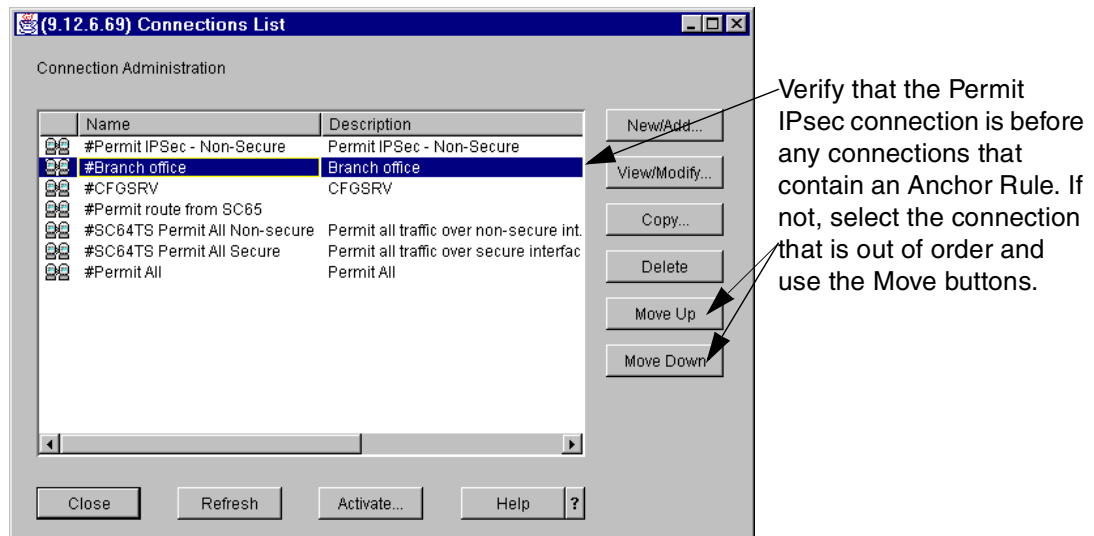 (9.12.6.69) Connections List
Connection Administration
Name Description
#Permit IPSec - Non-Secure Permit IPSec - Non-Secure
#Branch office Branch office
#CFGSRV CFGSRV
#Permit route from SC65
#SC64TS Permit All Non-secure Permit all traffic over non-secure int.
#SC64TS Permit All Secure Permit all traffic over secure interfac
#Permit All Permit All
New/Add...
View/Modify...
Copy...
Delete
Move Up
Move Down
Close Refresh Activate... Help ?
Verify that the Permit
IPsec connection is before
any connections that
contain an Anchor Rule. If
not, select the connection
that is out of order and
use the Move buttons.